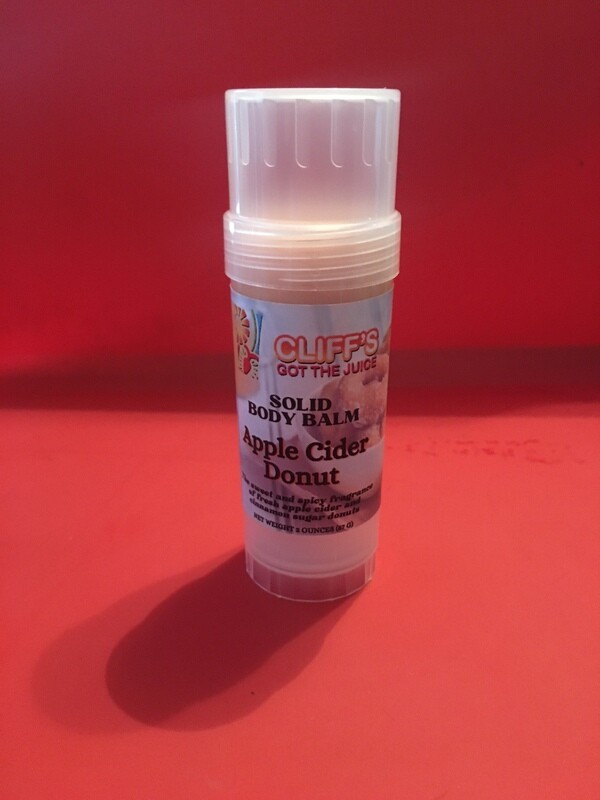 CLIFF'S
GOT THE JUICE
SOLID
BODY BALM
Apple Cider
Donut
sweet and spicy fragrance
of fresh apple cider and
cinnamon sugar donuts
NET WEIGHT 2 OUNCES (57 G)